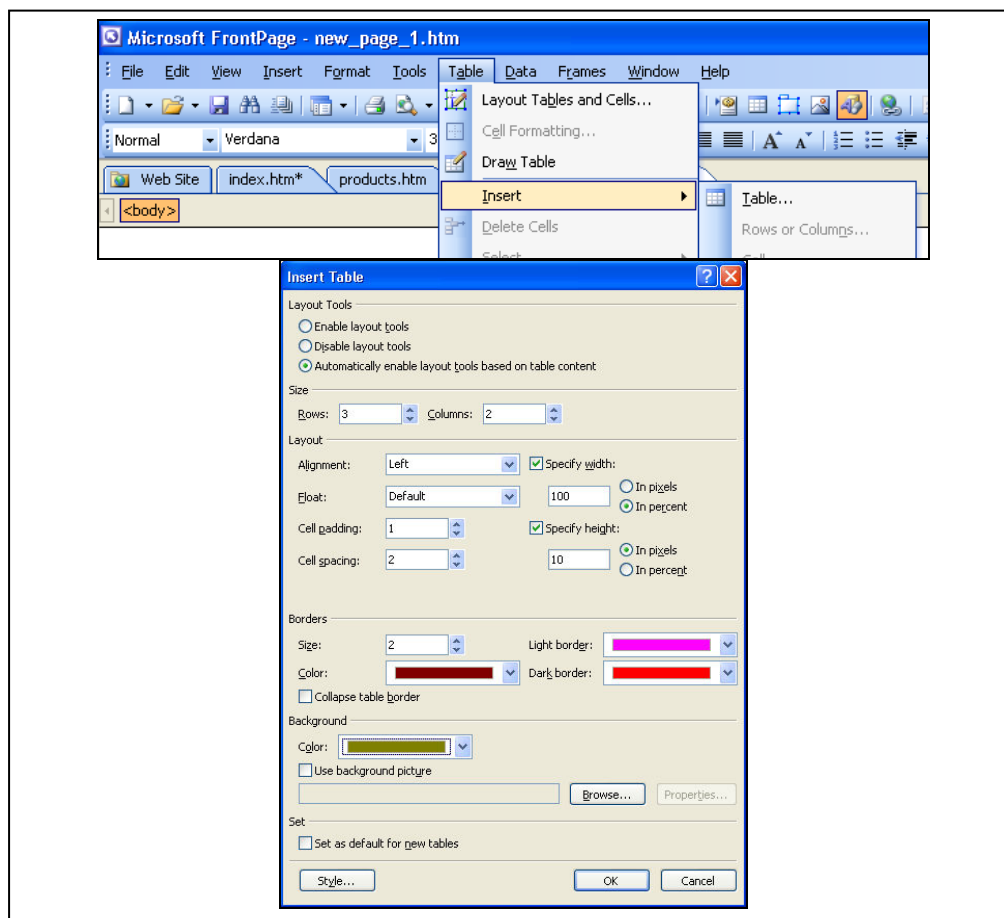 Microsoft FrontPage - new_page_1.htm
File Edit View Insert Format Tools Table Data Frames Window Help
Layout Tables and Cells...
Normal Verdana 3
Cell Formatting...
Draw Table
Web Site index.htm* products.htm
Insert Table...
<body>
Delete Cells Rows or Columns...
Select
Insert Table
Layout Tools
Enable layout tools
Disable layout tools
Automatically enable layout tools based on table content
Size
Rows: 3 Columns: 2
Layout
Alignment: Left Specify width:
Float: Default 100 In pixels
In percent
Cell padding: 1 Specify height:
Cell spacing: 2 10 In pixels
In percent
Borders
Size: 2 Light border:
Color: Dark border:
Collapse table border
Background
Color:
Use background picture
Browse... Properties...
Set
Set as default for new tables
Style... OK Cancel